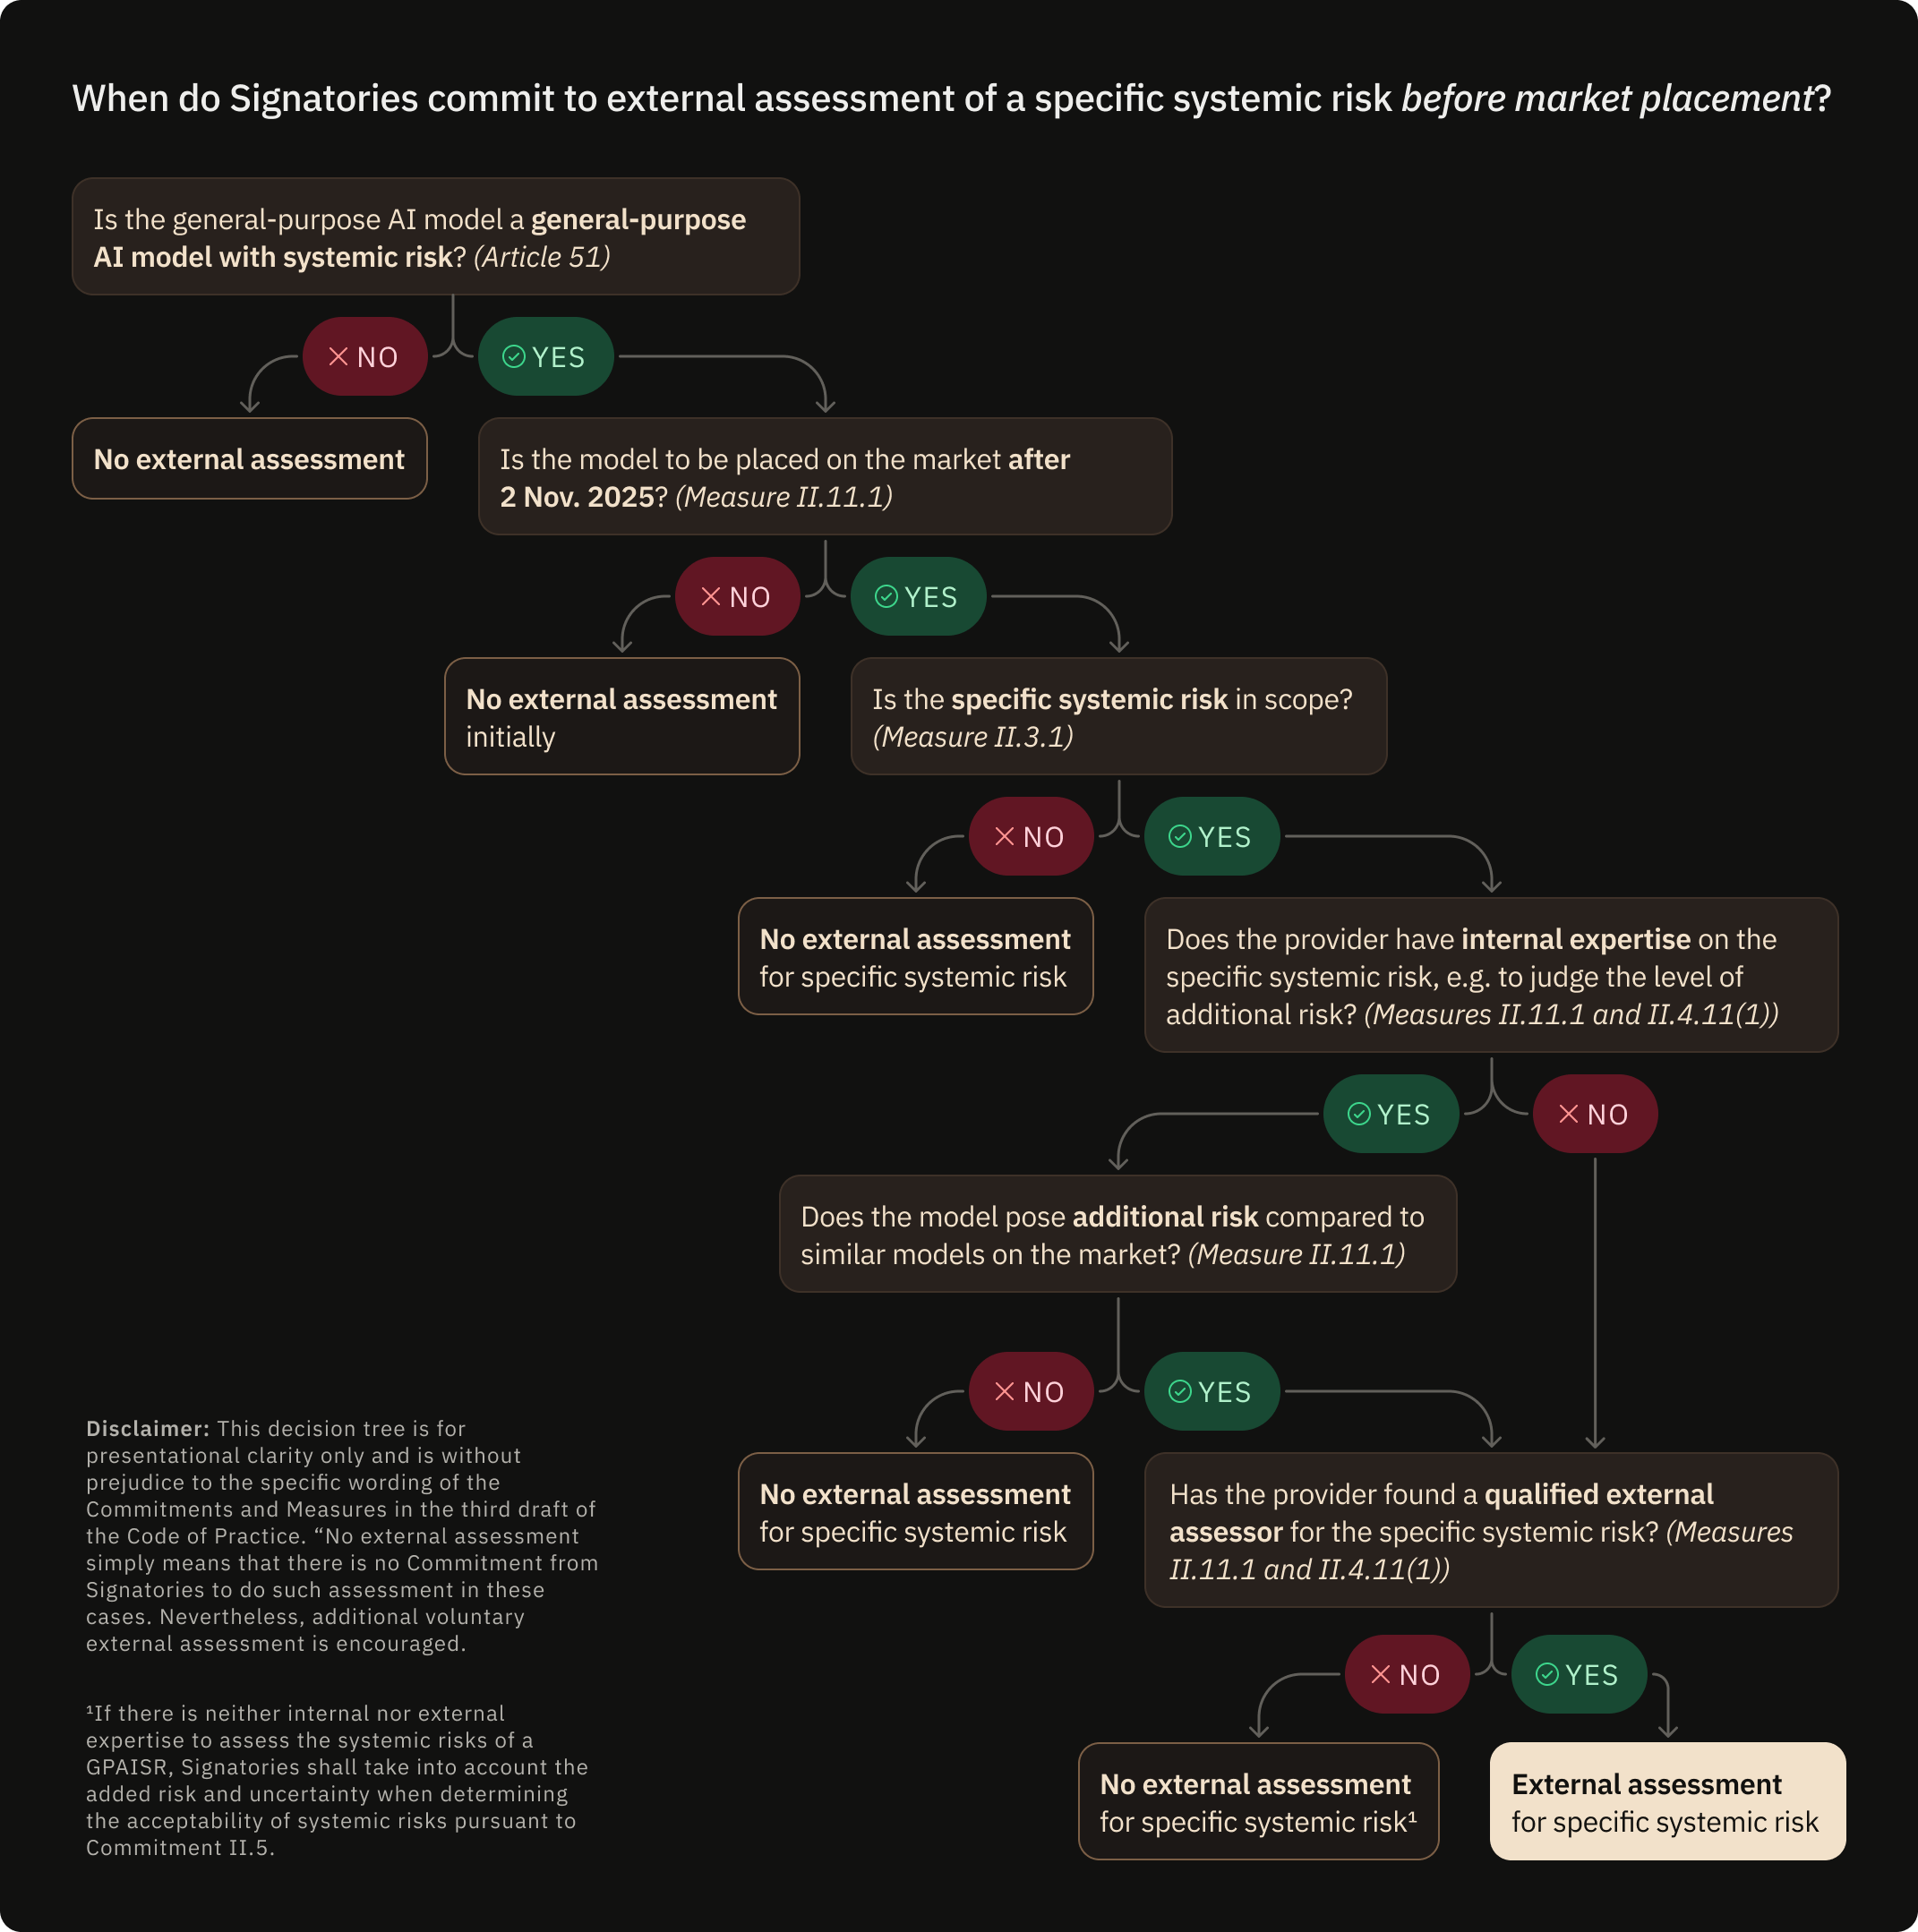 When do Signatories commit to external assessment of a specific systemic risk before market placement?
Is the general-purpose AI model a general-purpose
AI model with systemic risk? (Article 51)
NO
YES
No external assessment
Is the model to be placed on the market after
2 Nov. 2025? (Measure II.11.1)
NO
YES
No external assessment
initially
Is the specific systemic risk in scope?
(Measure II.3.1)
NO
YES
No external assessment
for specific systemic risk
Does the provider have internal expertise on the
specific systemic risk, e.g. to judge the level of
additional risk? (Measures II.11.1 and II.4.11(1))
YES
NO
Does the model pose additional risk compared to
similar models on the market? (Measure II.11.1)
NO
YES
No external assessment
for specific systemic risk
Has the provider found a qualified external
assessor for the specific systemic risk? (Measures
II.11.1 and II.4.11(1))
NO
YES
No external assessment
for specific systemic risk¹
External assessment
for specific systemic risk
Disclaimer: This decision tree is for
presentational clarity only and is without
prejudice to the specific wording of the
Commitments and Measures in the third draft of
the Code of Practice. “No external assessment
simply means that there is no Commitment from
Signatories to do such assessment in these
cases. Nevertheless, additional voluntary
external assessment is encouraged.
¹If there is neither internal nor external
expertise to assess the systemic risks of a
GPAISR, Signatories shall take into account the
added risk and uncertainty when determining
the acceptability of systemic risks pursuant to
Commitment II.5.